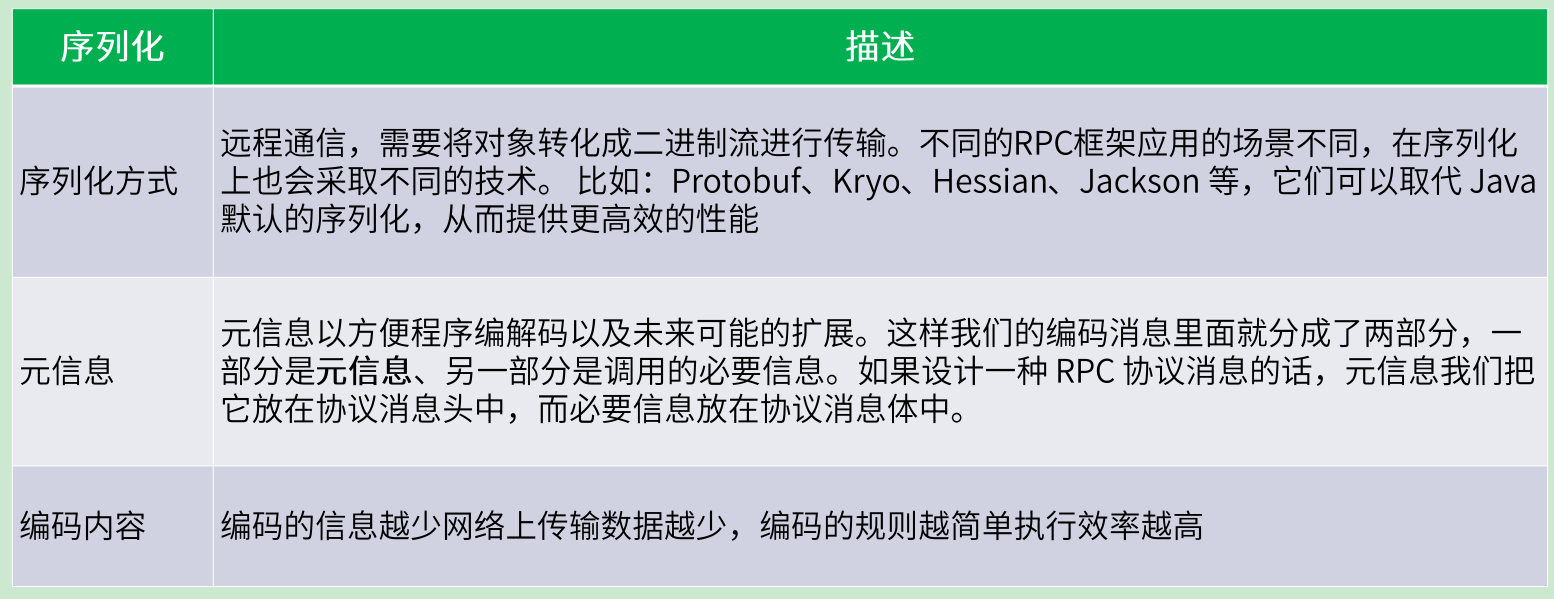 序列化
描述
序列化方式
远程通信，需要将对象转化成二进制流进行传输。不同的RPC框架应用的场景不同，在序列化
上也会采取不同的技术。 比如：Protobuf、Kryo、Hessian、Jackson 等，它们可以取代 Java
默认的序列化，从而提供更高效的性能
元信息
元信息以方便程序编解码以及未来可能的扩展。这样我们的编码消息里面就分成了两部分，一
部分是元信息、另一部分是调用的必要信息。如果设计一种 RPC 协议消息的话，元信息我们把
它放在协议消息头中，而必要信息放在协议消息体中。
编码内容
编码的信息越少网络上传输数据越少，编码的规则越简单执行效率越高